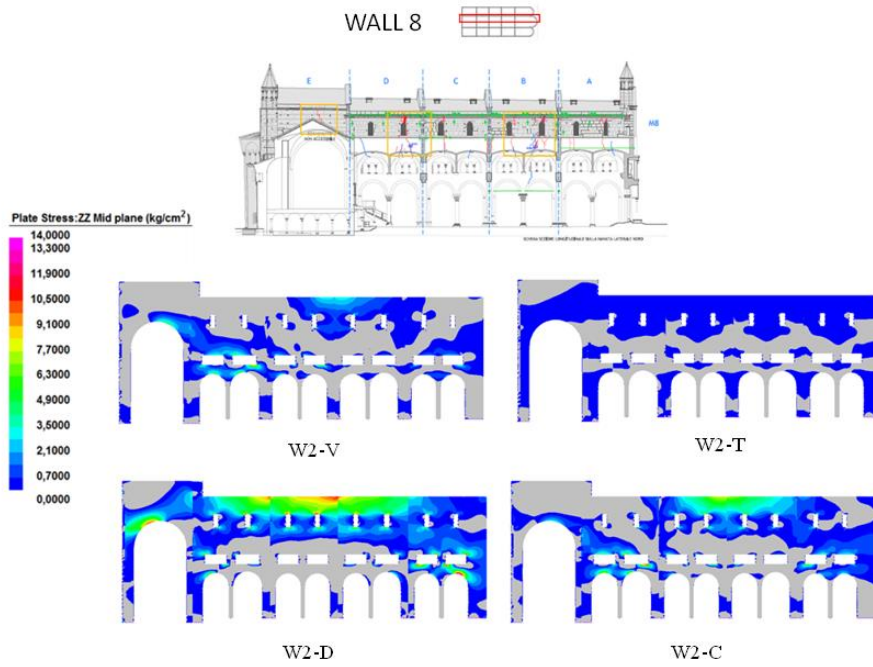 WALL 8
E D C B A
M8
NON ACCESSIBILE
Plate Stress:ZZ Mid plane (kg/cm²)
14,0000
13,3000
11,9000
10,5000
9,1000
7,7000
6,3000
4,9000
3,5000
2,1000
0,7000
0,0000
W2-V
W2-T
W2-D
W2-C